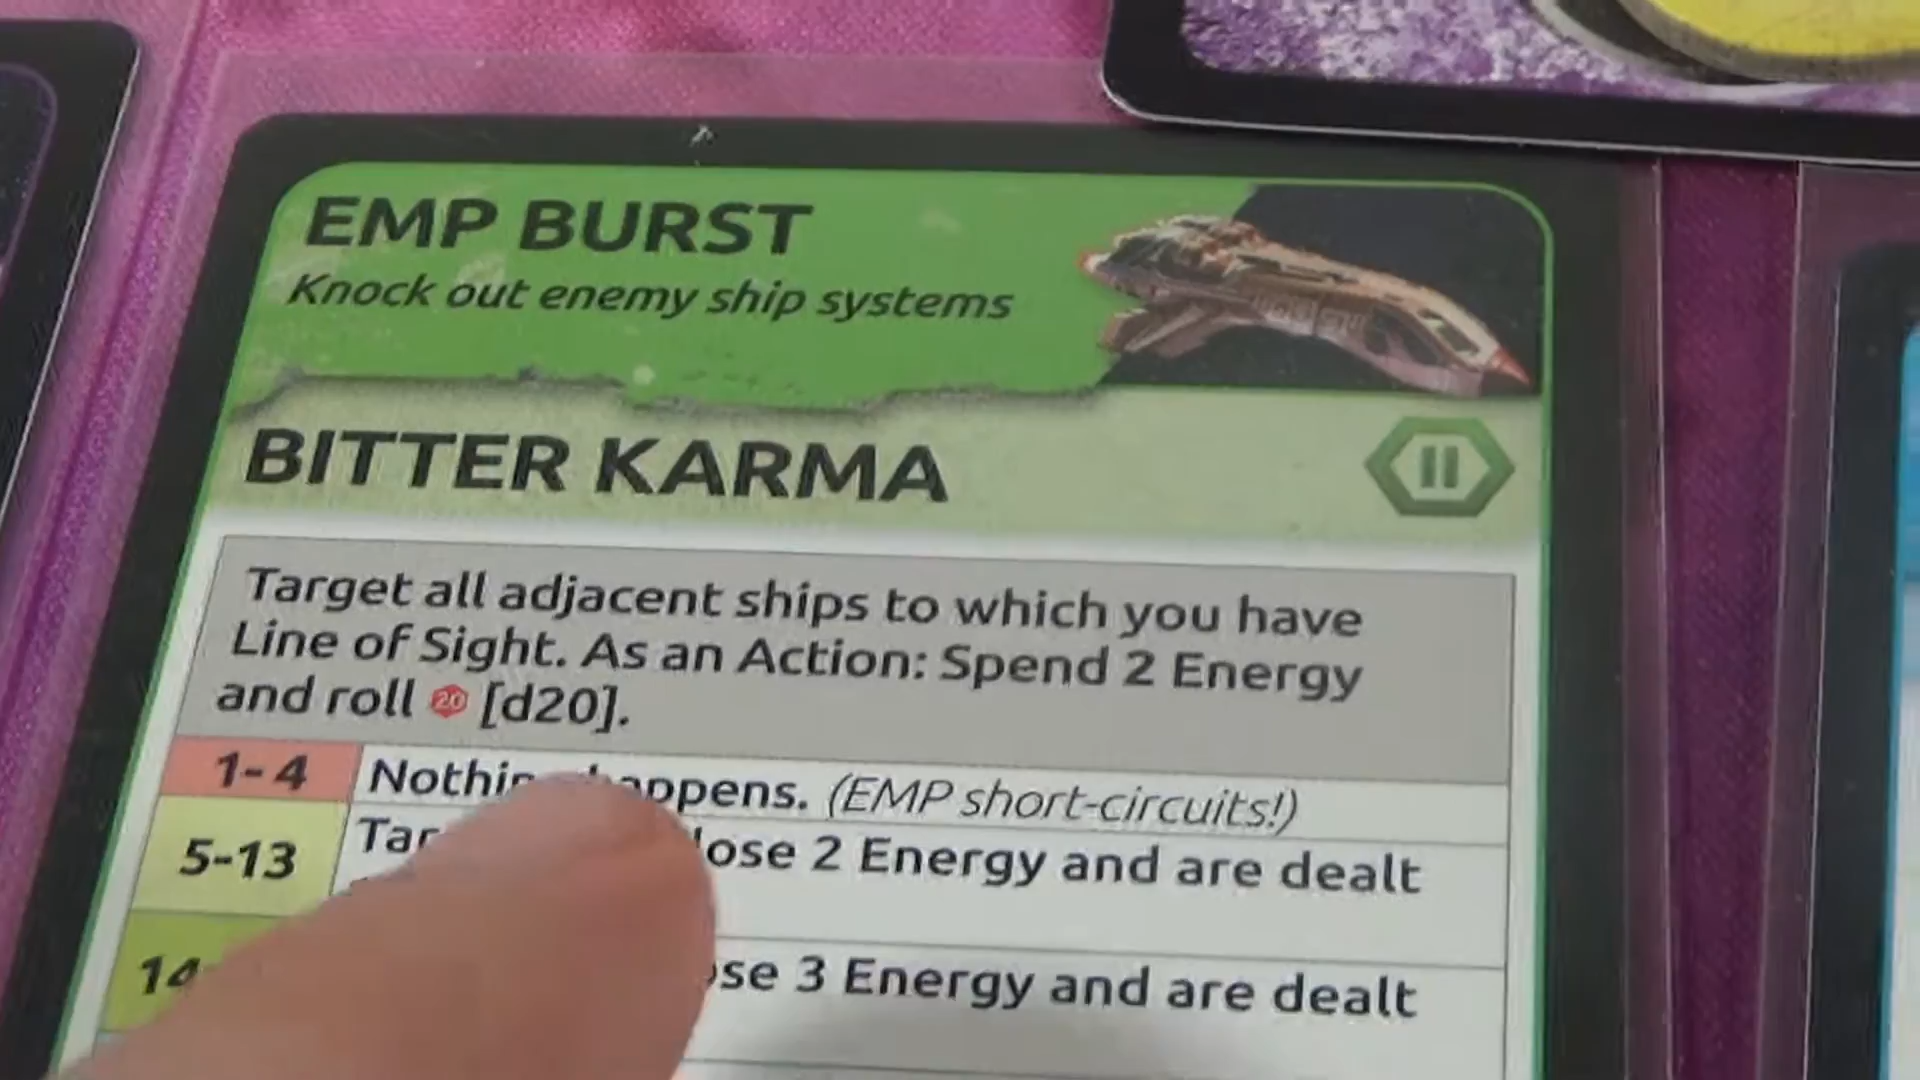 EMP BURST
Knock out enemy ship systems
BITTER KARMA
II
Target all adjacent ships to which you have
Line of Sight. As an Action: Spend 2 Energy
and roll 20 [d20].
1-4 happens. (EMP short-circuits!)
5-13 lose 2 Energy and are dealt
3 Energy and are dealt